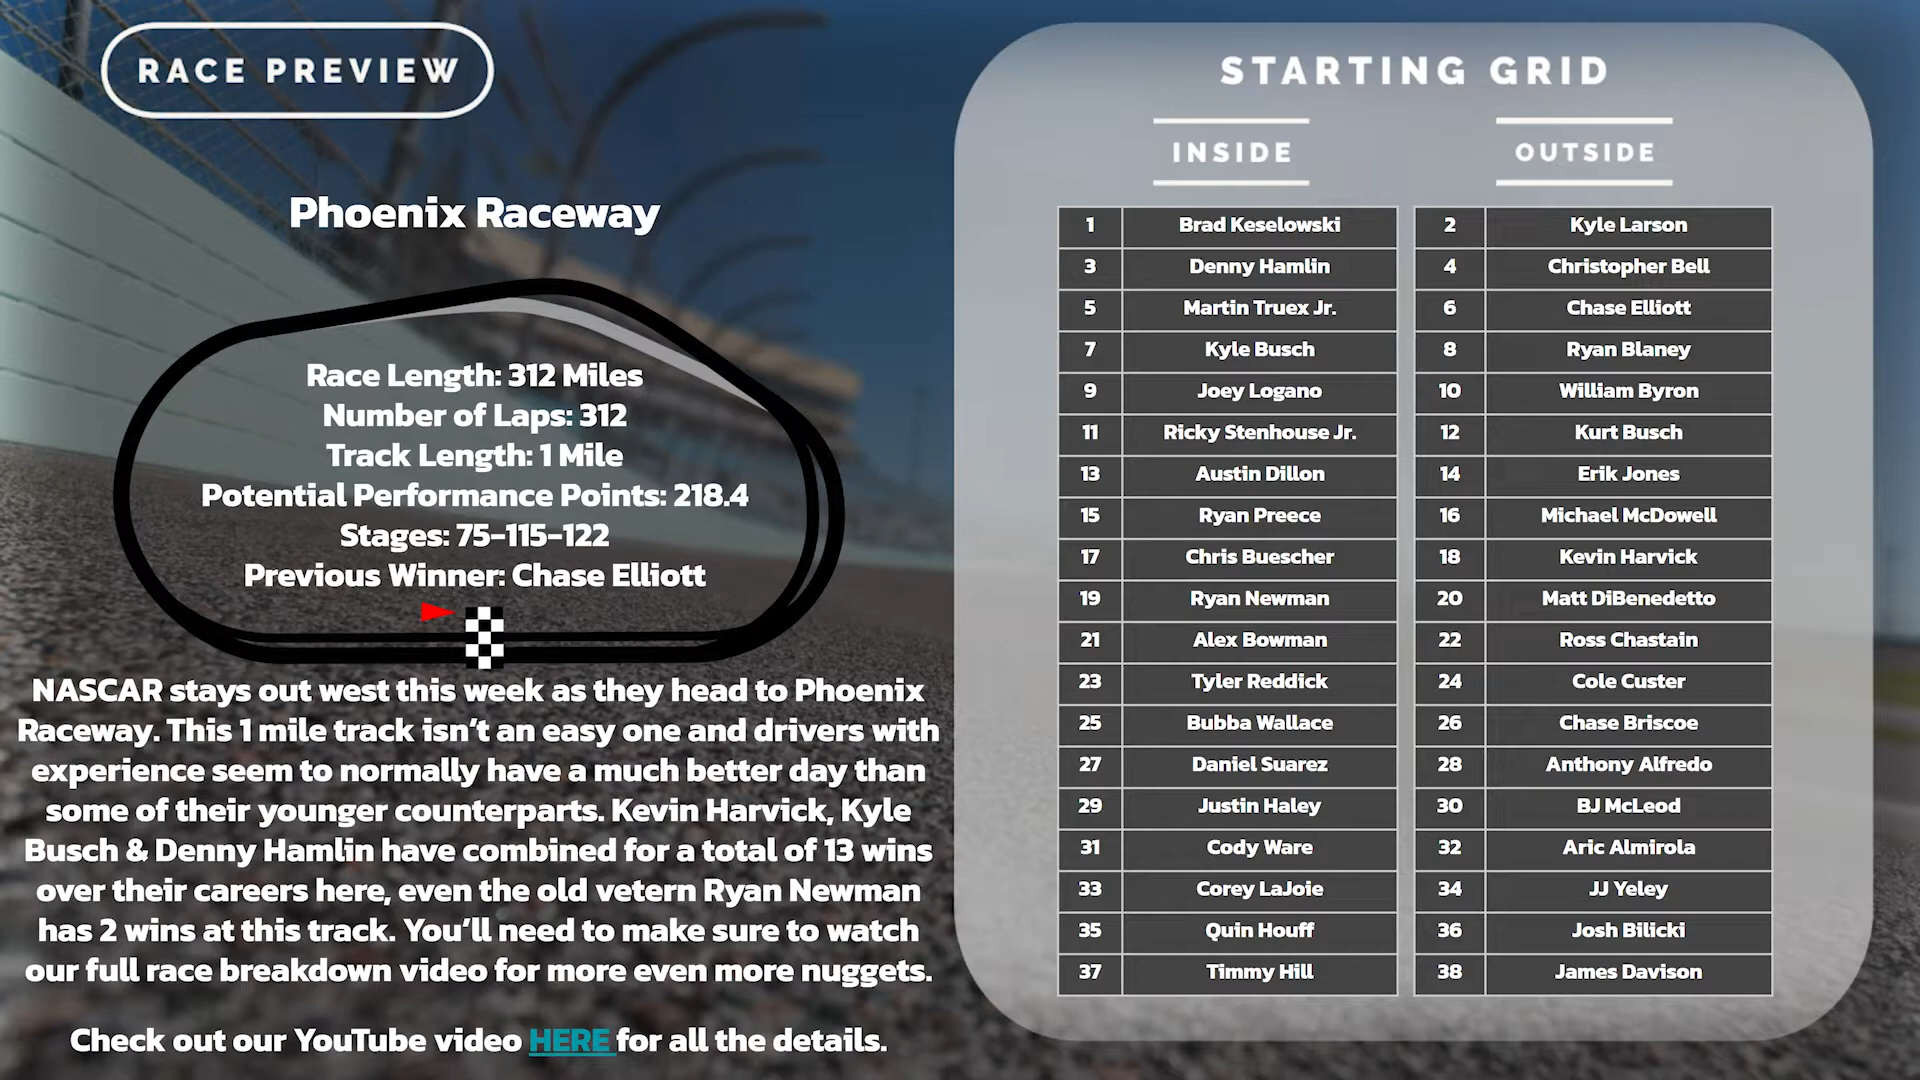 RACE PREVIEW
Phoenix Raceway
Race Length: 312 Miles
Number of Laps: 312
Track Length: 1 Mile
Potential Performance Points: 218.4
Stages: 75-115-122
Previous Winner: Chase Elliott
NASCAR stays out west this week as they head to Phoenix
Raceway. This 1 mile track isn't an easy one and drivers with
experience seem to normally have a much better day than
some of their younger counterparts. Kevin Harvick, Kyle
Busch & Denny Hamlin have combined for a total of 13 wins
over their careers here, even the old vetern Ryan Newman
has 2 wins at this track. You'll need to make sure to watch
our full race breakdown video for more even more nuggets.
Check out our YouTube video HERE for all the details.
STARTING GRID
INSIDE OUTSIDE
1 Brad Keselowski 2 Kyle Larson
3 Denny Hamlin 4 Christopher Bell
5 Martin Truex Jr. 6 Chase Elliott
7 Kyle Busch 8 Ryan Blaney
9 Joey Logano 10 William Byron
11 Ricky Stenhouse Jr. 12 Kurt Busch
13 Austin Dillon 14 Erik Jones
15 Ryan Preece 16 Michael McDowell
17 Chris Buescher 18 Kevin Harvick
19 Ryan Newman 20 Matt DiBenedetto
21 Alex Bowman 22 Ross Chastain
23 Tyler Reddick 24 Cole Custer
25 Bubba Wallace 26 Chase Briscoe
27 Daniel Suarez 28 Anthony Alfredo
29 Justin Haley 30 BJ McLeod
31 Cody Ware 32 Aric Almirola
33 Corey LaJoie 34 JJ Yeley
35 Quin Houff 36 Josh Bilicki
37 Timmy Hill 38 James Davison